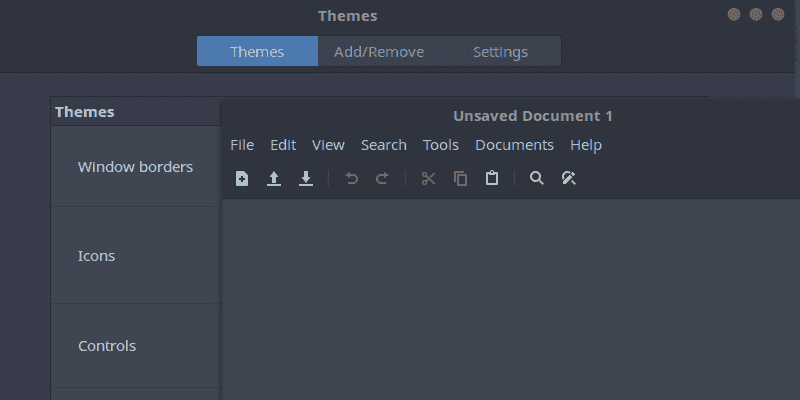 Themes
Themes Add/Remove Settings
Themes
Window borders
Icons
Controls
Unsaved Document 1
File Edit View Search Tools Documents Help